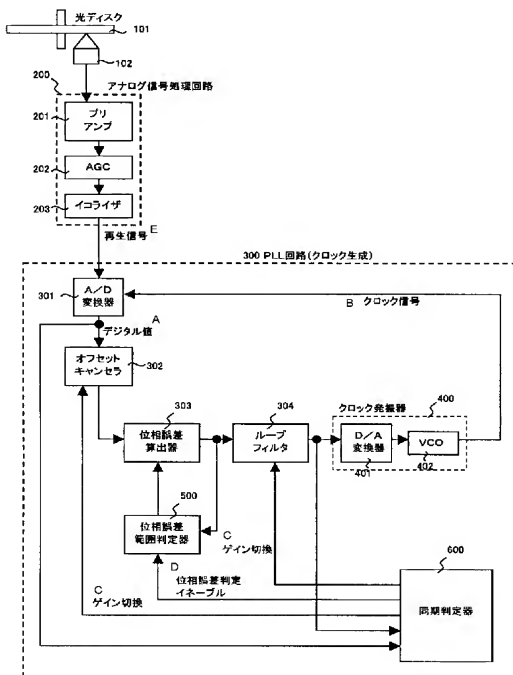 光ディスク
101
102
200
アナログ信号処理回路
201
プリ
アンプ
202
AGC
203
イコライザ
再生信号
E
300 PLL回路(クロック生成)
301
A/D
変換器
B クロック信号
A
デジタル値
オフセット
キャンセラ
302
303
位相誤差
算出器
304
ループ
フィルタ
クロック発振器
400
D/A
変換器
401
VCO
402
500
位相誤差
範囲判定器
C
ゲイン切換
D
位相誤差判定
イネーブル
C
ゲイン切換
600
同期判定器